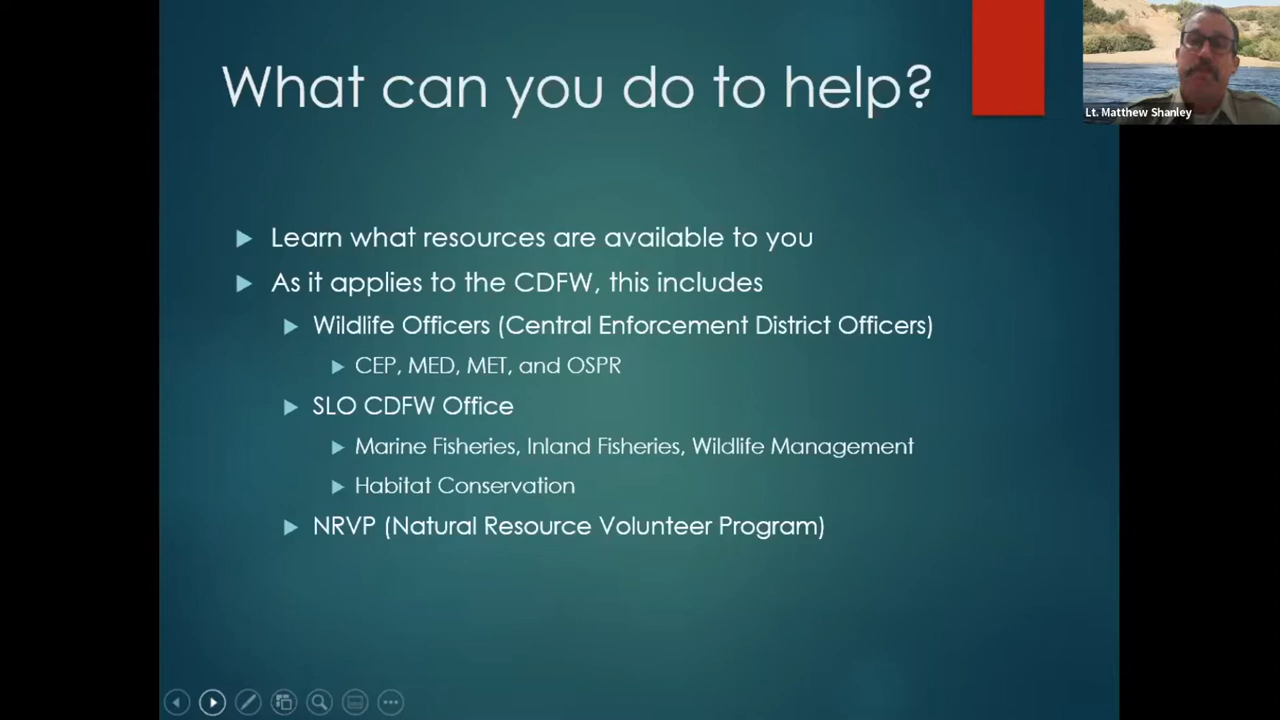 What can you do to help?
Lt. Matthew Shanley
Learn what resources are available to you
As it applies to the CDFW, this includes
Wildlife Officers (Central Enforcement District Officers)
CEP, MED, MET, and OSPR
SLO CDFW Office
Marine Fisheries, Inland Fisheries, Wildlife Management
Habitat Conservation
NRVP (Natural Resource Volunteer Program)